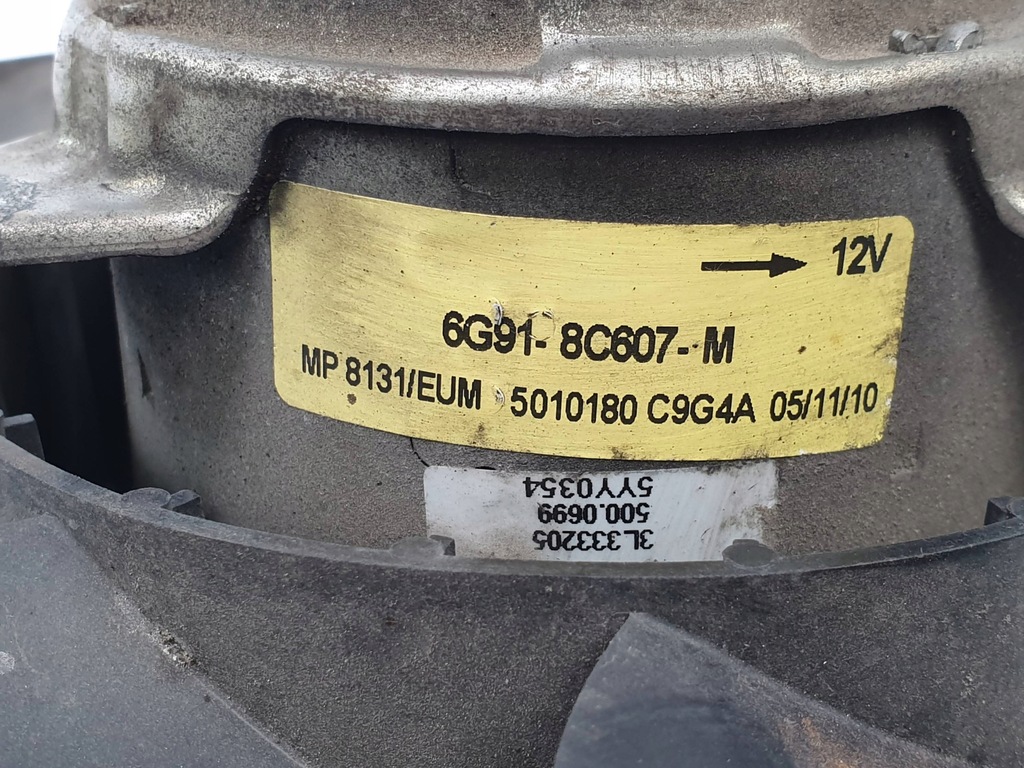 12V
6G91- 8C607- M
MP 8131/EUM 5010180 C9G4A 05/11/10
3L333205
500.0699
5YY0354